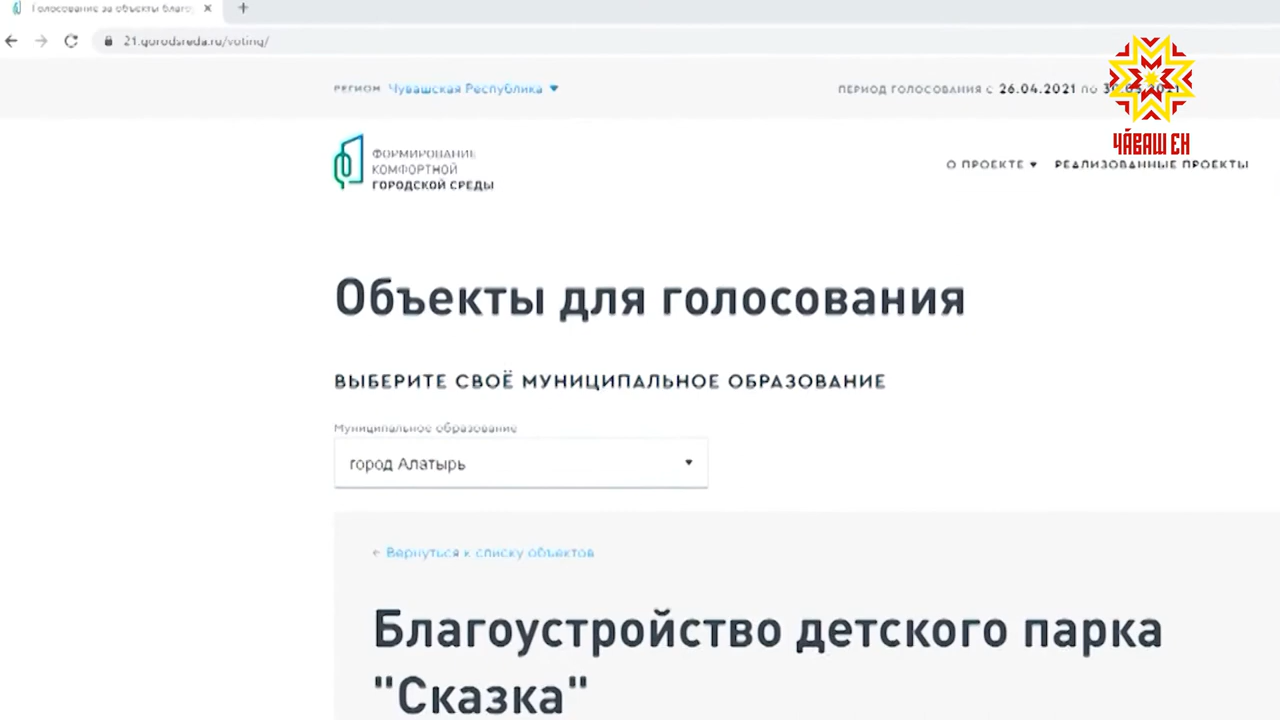 Голосование за объекты благоу
21.gorodsreda.ru/voting/
РЕГИОН Чувашская Республика
ПЕРИОД ГОЛОСОВАНИЯ С 26.04.2021 ПО
ЧӐВАШ ЕН
ФОРМИРОВАНИЕ
КОМФОРТНОЙ
ГОРОДСКОЙ СРЕДЫ
О ПРОЕКТЕ РЕАЛИЗОВАННЫЕ ПРОЕКТЫ
Объекты для голосования
ВЫБЕРИТЕ СВОЁ МУНИЦИПАЛЬНОЕ ОБРАЗОВАНИЕ
Муниципальное образование
город Алатырь
← Вернуться к списку объектов
Благоустройство детского парка
"Сказка"